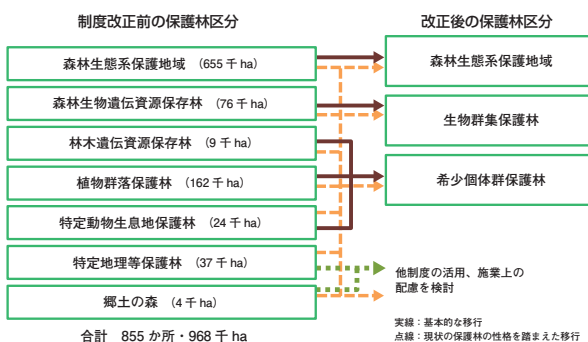 制度改正前の保護林区分
改正後の保護林区分
森林生態系保護地域 (655 千 ha)
森林生物遺伝資源保存林 (76 千 ha)
林木遺伝資源保存林 (9 千 ha)
植物群落保護林 (162 千 ha)
特定動物生息地保護林 (24 千 ha)
特定地理等保護林 (37 千 ha)
郷土の森 (4 千 ha)
合計 855 か所・968 千 ha
森林生態系保護地域
生物群集保護林
希少個体群保護林
他制度の活用、施業上の
配慮を検討
実線：基本的な移行
点線：現状の保護林の性格を踏まえた移行